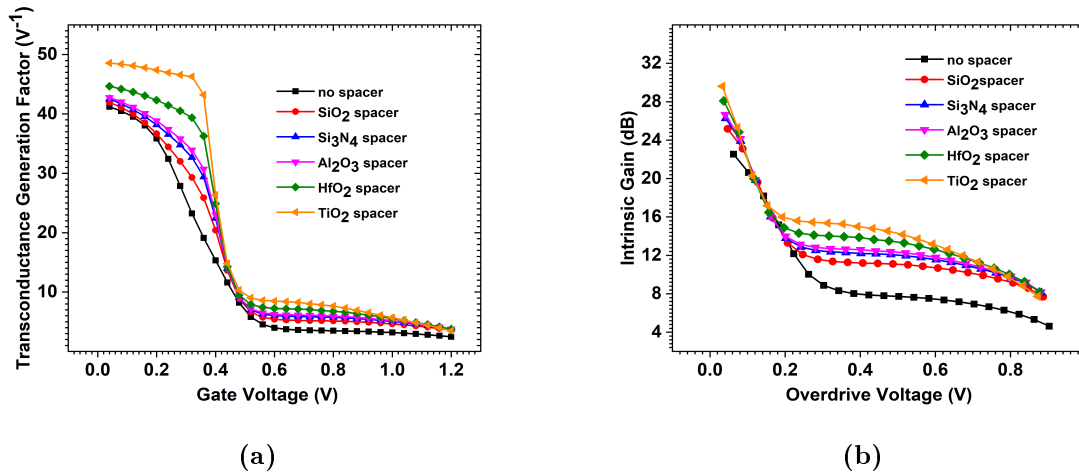 Transconductance Generation Factor (V⁻¹)
50
40
30
20
10
0.0 0.2 0.4 0.6 0.8 1.0 1.2
Gate Voltage (V)
no spacer
SiO₂ spacer
Si₃N₄ spacer
Al₂O₃ spacer
HfO₂ spacer
TiO₂ spacer
(a)
Intrinsic Gain (dB)
32
28
24
20
16
12
8
4
0.0 0.2 0.4 0.6 0.8
Overdrive Voltage (V)
no spacer
SiO₂spacer
Si₃N₄ spacer
Al₂O₃ spacer
HfO₂ spacer
TiO₂ spacer
(b)